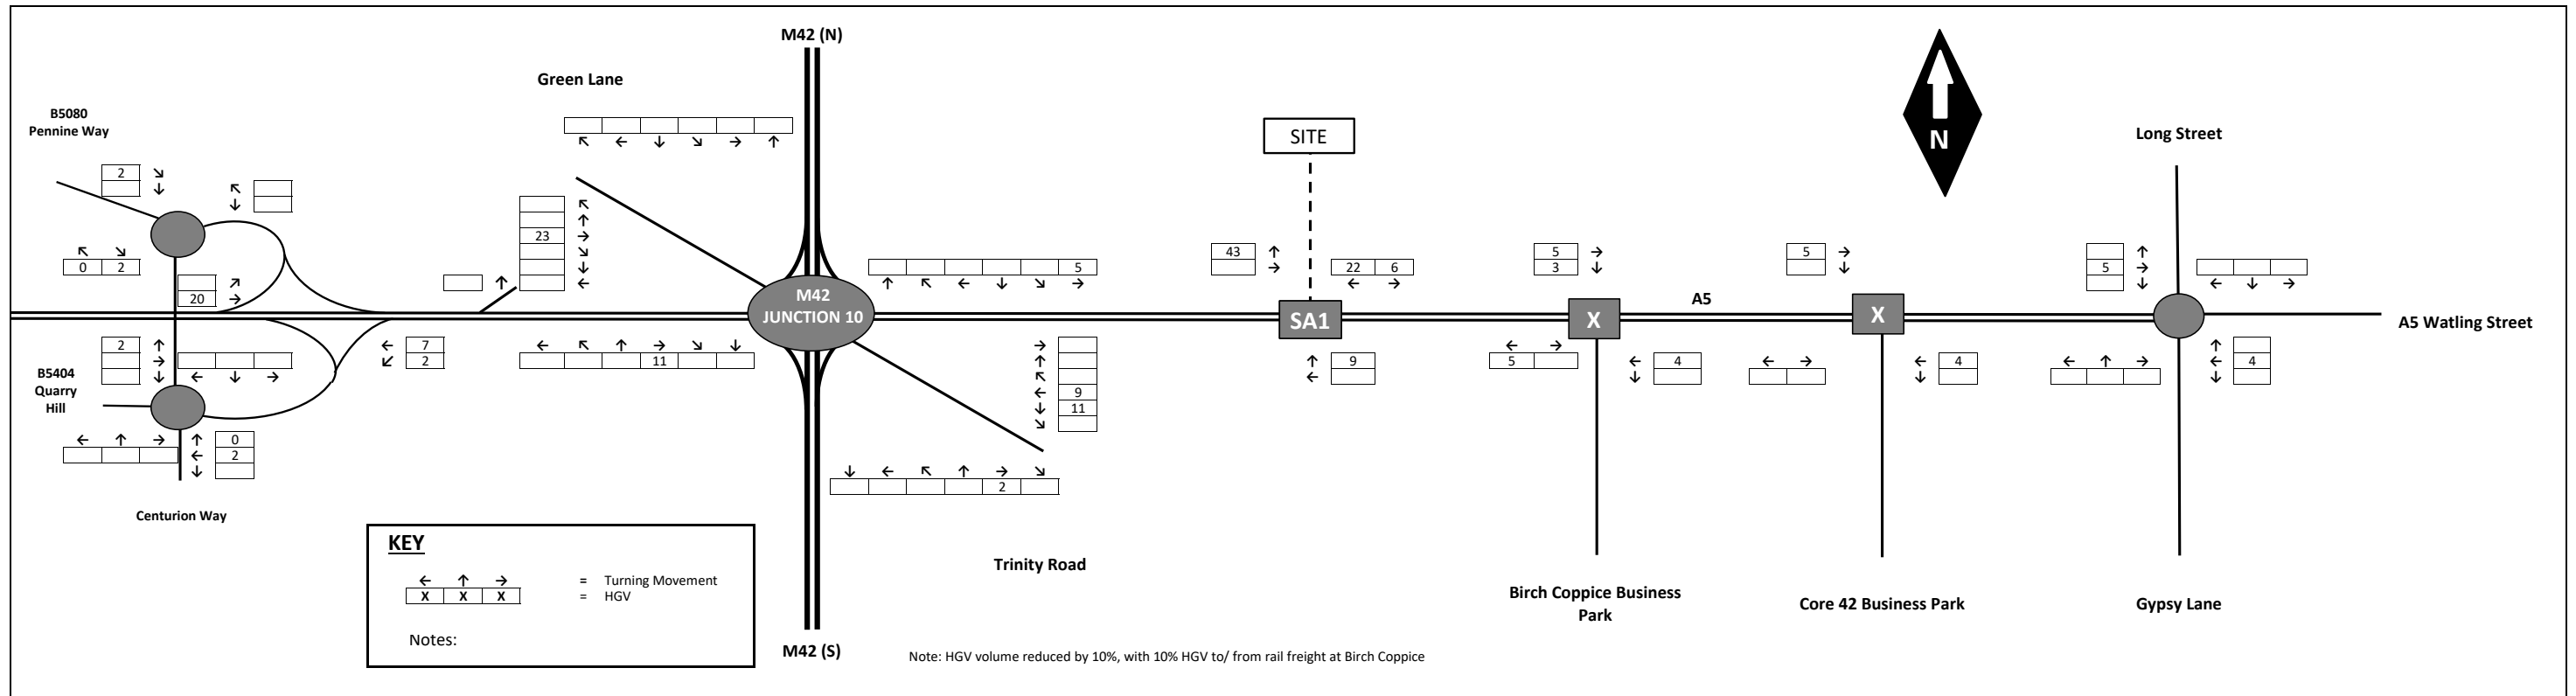 M42 (N)
Green Lane
B5080
Pennine Way
N
Long Street
SITE
↖ ← ↓ ↘ → ↑
2 ↘
↓
↖
↓
↖
↑
23 →
↘
↓
←
↖ ↘
0 2
↗
20 →
↑
5
↑ ↖ ← ↓ ↘ →
43 ↑
→
22 6
← →
5 →
3 ↓
5 →
↓
↑
5 →
↓
← ↓ →
M42
JUNCTION 10
SA1
X
A5
X
A5 Watling Street
2 ↑
→
↓
← ↓ →
← 7
↙ 2
← ↖ ↑ → ↘ ↓
11
→
↑
↖
← 9
↓ 11
↘
↑ 9
←
← →
5
← 4
↓
← →
← 4
↓
← ↑ →
↑
← 4
↓
B5404
Quarry
Hill
← ↑ →
↑ 0
← 2
↓
↓ ← ↖ ↑ → ↘
2
Centurion Way
KEY
← ↑ → = Turning Movement
X X X = HGV
Notes:
Trinity Road
Birch Coppice Business
Park
Core 42 Business Park
Gypsy Lane
M42 (S)
Note: HGV volume reduced by 10%, with 10% HGV to/ from rail freight at Birch Coppice